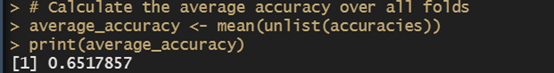 > # Calculate the average accuracy over all folds
> average_accuracy <- mean(unlist(accuracies))
> print(average_accuracy)
[1] 0.6517857